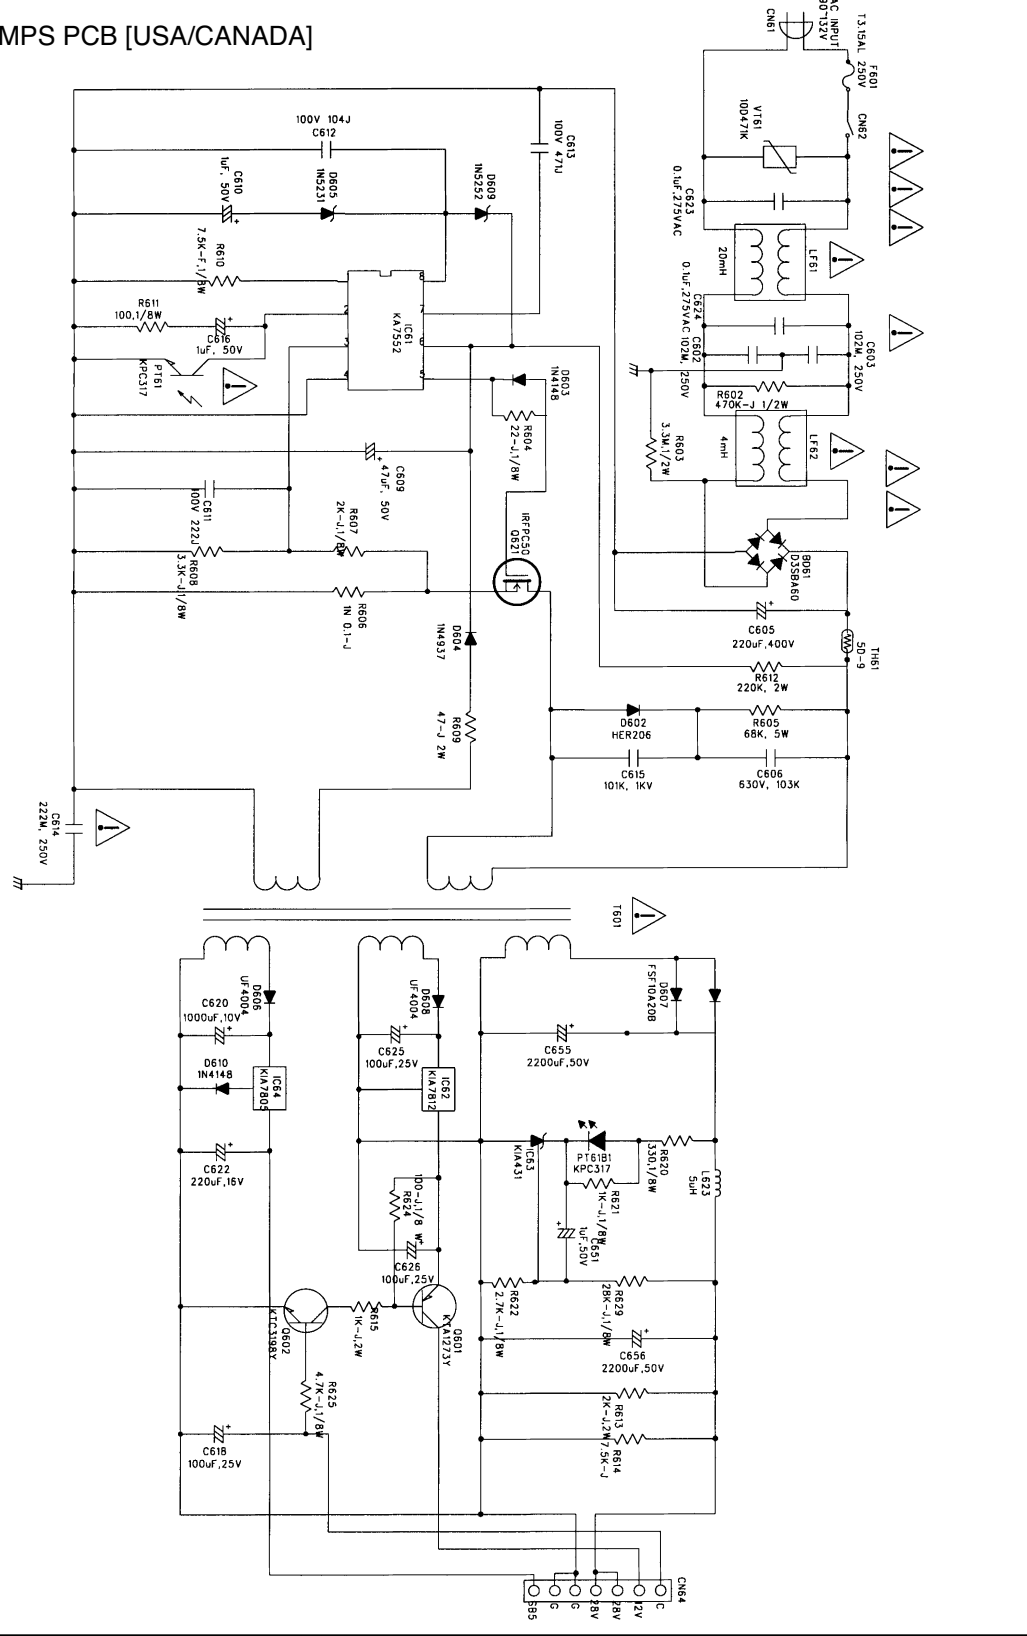 MPS PCB [USA/CANADA]
CN61
AC INPUT
90~132V
T3.15AL 250V
F601
CN62
VT61
10D471K
C623
0.1uF,275VAC
LF61
20mH
C624
0.1uF,275VAC
C602
102M, 250V
C603
102M, 250V
R602
470K-J 1/2W
R603
3.3M,1/2W
LF62
4mH
BD61
D3SBA60
C605
220uF,400V
TH61
5D-9
R612
220K, 2W
D602
HER206
R605
68K, 5W
C615
101K, 1KV
C606
630V, 103K
100V 104J
C612
C613
100V 471J
C610
1uF, 50V
D605
1N5231
D609
1N5252
R610
7.5K-F,1/8W
R611
100,1/8W
C616
1uF, 50V
PT61
KPC317
IC61
KA7552
8
2
7
3
6
4
5
D603
1N4148
R604
22-J,1/8W
C609
47uF, 50V
C611
100V 222J
R607
2K-J,1/8W
R608
3.3K-J,1/8W
R606
1N 0.1-J
IRFPC50
Q621
D604
1N4937
R609
47-J 2W
C614
222M, 250V
T601
D606
UF4004
C620
1000uF,10V
D610
1N4148
IC64
KIA7805
C622
220uF,16V
D608
UF4004
C625
100uF,25V
IC62
KIA7812
D607
FSF10A20B
C655
2200uF,50V
IC63
KIA431
PT61B1
KPC317
R620
330,1/8W
L623
5uH
R621
1K-J,1/8W
C651
1uF,50V
100-J,1/8 W
R624
C626
100uF,25V
R622
2.7K-J,1/8W
R629
28K-J,1/8W
Q602
KTC3198Y
R615
1K-J,2W
Q601
KTA1273Y
C656
2200uF,50V
R625
4.7K-J,1/8W
R613
2K-J,2W
R614
7.5K-J
C618
100uF,25V
CN64
SB5
G
G
28V
28V
12V
C